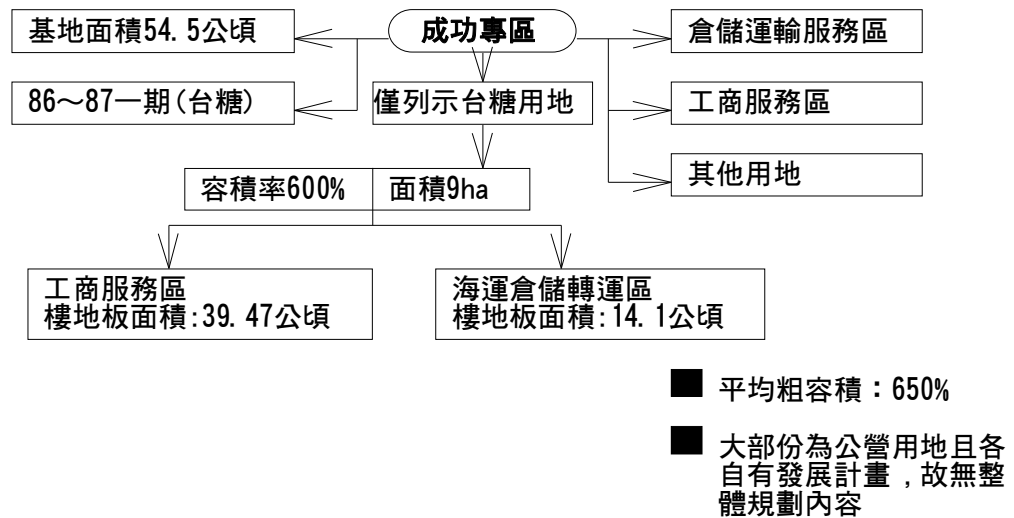 成功專區
基地面積54.5公頃
86～87一期(台糖)
僅列示台糖用地
倉儲運輸服務區
工商服務區
其他用地
容積率600%
面積9ha
工商服務區
樓地板面積:39.47公頃
海運倉儲轉運區
樓地板面積:14.1公頃
平均粗容積：650%
大部份為公營用地且各
自有發展計畫,故無整
體規劃內容